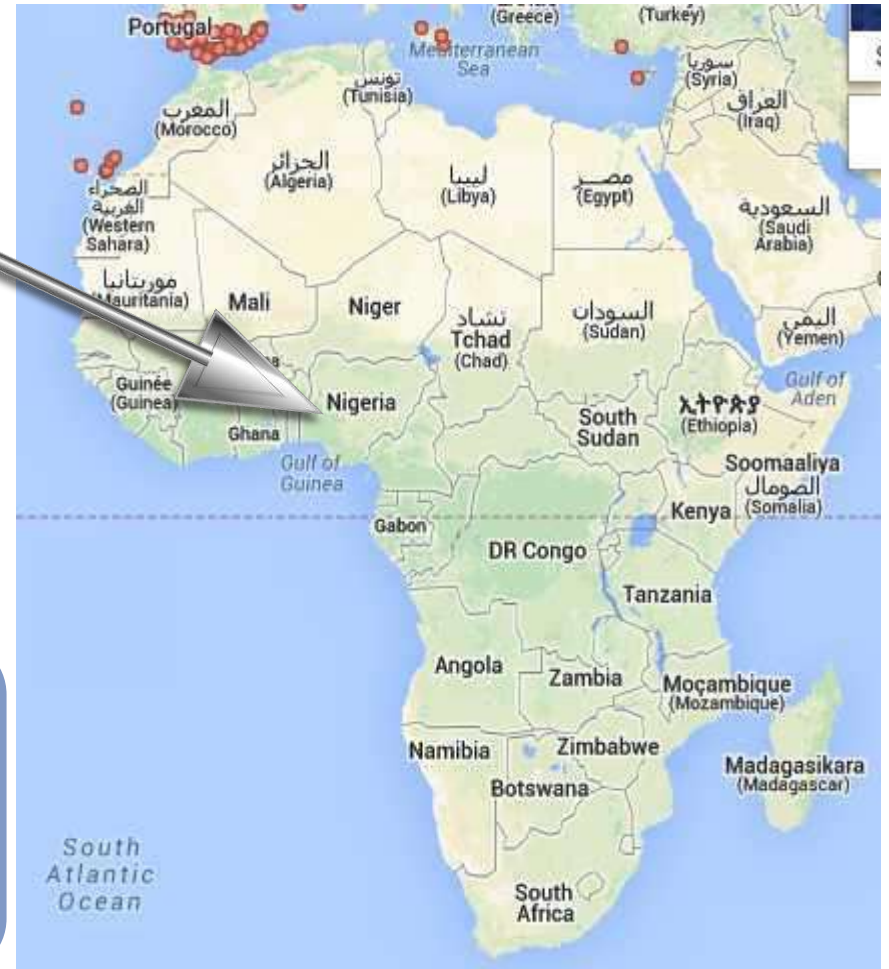 (Greece)
(Turkey)
Portugal
Mediterranean
Sea
سوريا
(Syria)
تونس
(Tunisia)
العراق
(Iraq)
المغرب
(Morocco)
الجزائر
(Algeria)
ليبيا
(Libya)
مصر
(Egypt)
الصحراء
الغربية
(Western
Sahara)
السعودية
(Saudi
Arabia)
موريتانيا
(Mauritania)
Mali
Niger
تشاد
Tchad
(Chad)
السودان
(Sudan)
اليمن
(Yemen)
Gulf of
Aden
Guinée
(Guinea)
Nigeria
Ghana
South
Sudan
ኢትዮጵያ
(Ethiopia)
Gulf of
Guinea
Soomaaliya
الصومال
(Somalia)
Kenya
Gabon
DR Congo
Tanzania
Angola
Zambia
Moçambique
(Mozambique)
Namibia
Zimbabwe
Botswana
Madagasikara
(Madagascar)
South
Atlantic
Ocean
South
Africa